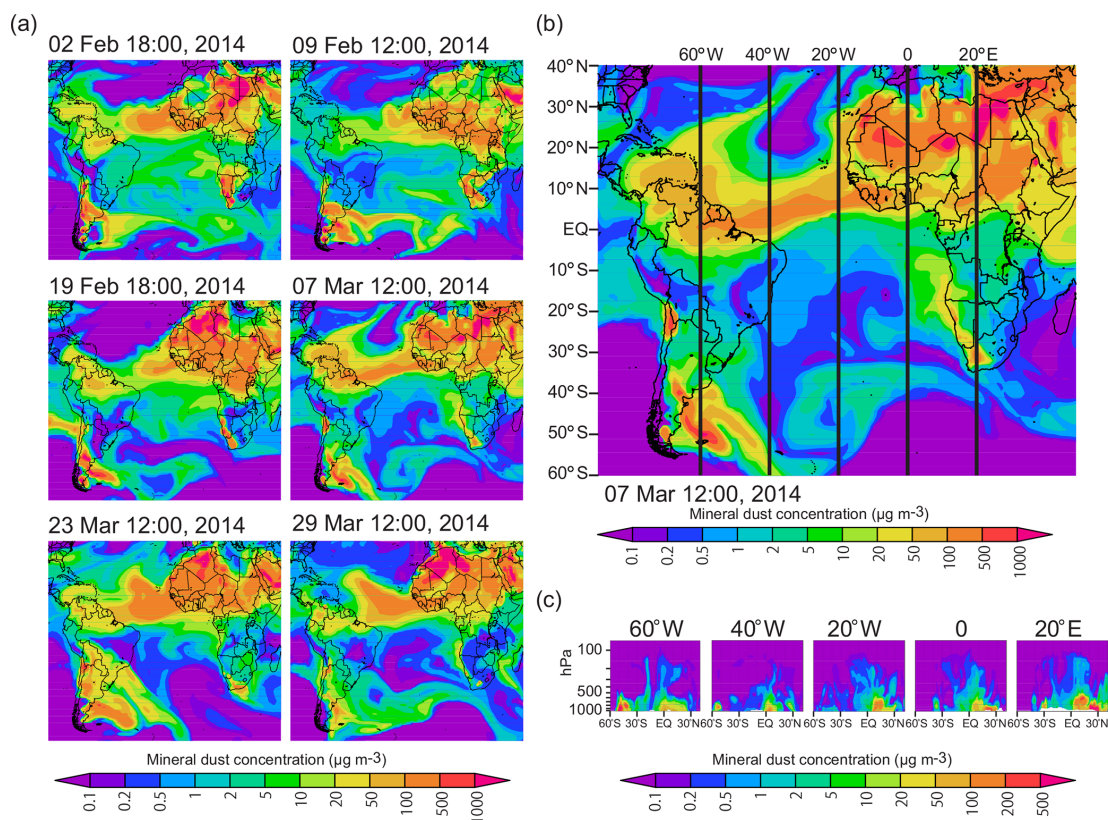 (a)
02 Feb 18:00, 2014
09 Feb 12:00, 2014
19 Feb 18:00, 2014
07 Mar 12:00, 2014
23 Mar 12:00, 2014
29 Mar 12:00, 2014
Mineral dust concentration (µg m-3)
0.1 0.2 0.5 1 2 5 10 20 50 100 500 1000
(b)
60°W 40°W 20°W 0 20°E
40°N
30°N
20°N
10°N
EQ
10°S
20°S
30°S
40°S
50°S
60°S
07 Mar 12:00, 2014
Mineral dust concentration (µg m-3)
0.1 0.2 0.5 1 2 5 10 20 50 100 500 1000
(c)
60°W 40°W 20°W 0 20°E
hPa
100
500
1000
60°S 30°S EQ 30°N 60°S 30°S EQ 30°N 60°S 30°S EQ 30°N 60°S 30°S EQ 30°N 60°S 30°S EQ 30°N
Mineral dust concentration (µg m-3)
0.1 0.2 0.5 1 2 5 10 20 50 100 200 500